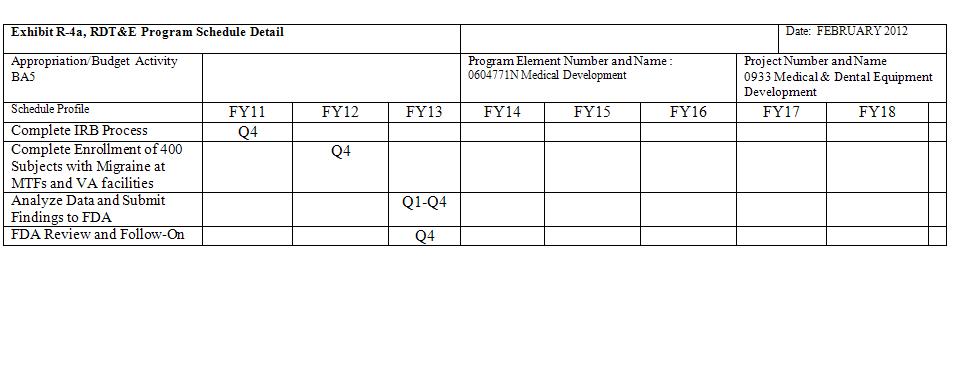 Exhibit R-4a, RDT&E Program Schedule Detail
Date: FEBRUARY 2012
Appropriation/Budget Activity
BA5
Program Element Number and Name :
0604771N Medical Development
Project Number and Name
0933 Medical & Dental Equipment
Development
Schedule Profile FY11 FY12 FY13 FY14 FY15 FY16 FY17 FY18
Complete IRB Process Q4
Complete Enrollment of 400
Subjects with Migraine at
MTFs and VA facilities
Q4
Analyze Data and Submit
Findings to FDA
Q1-Q4
FDA Review and Follow-On Q4